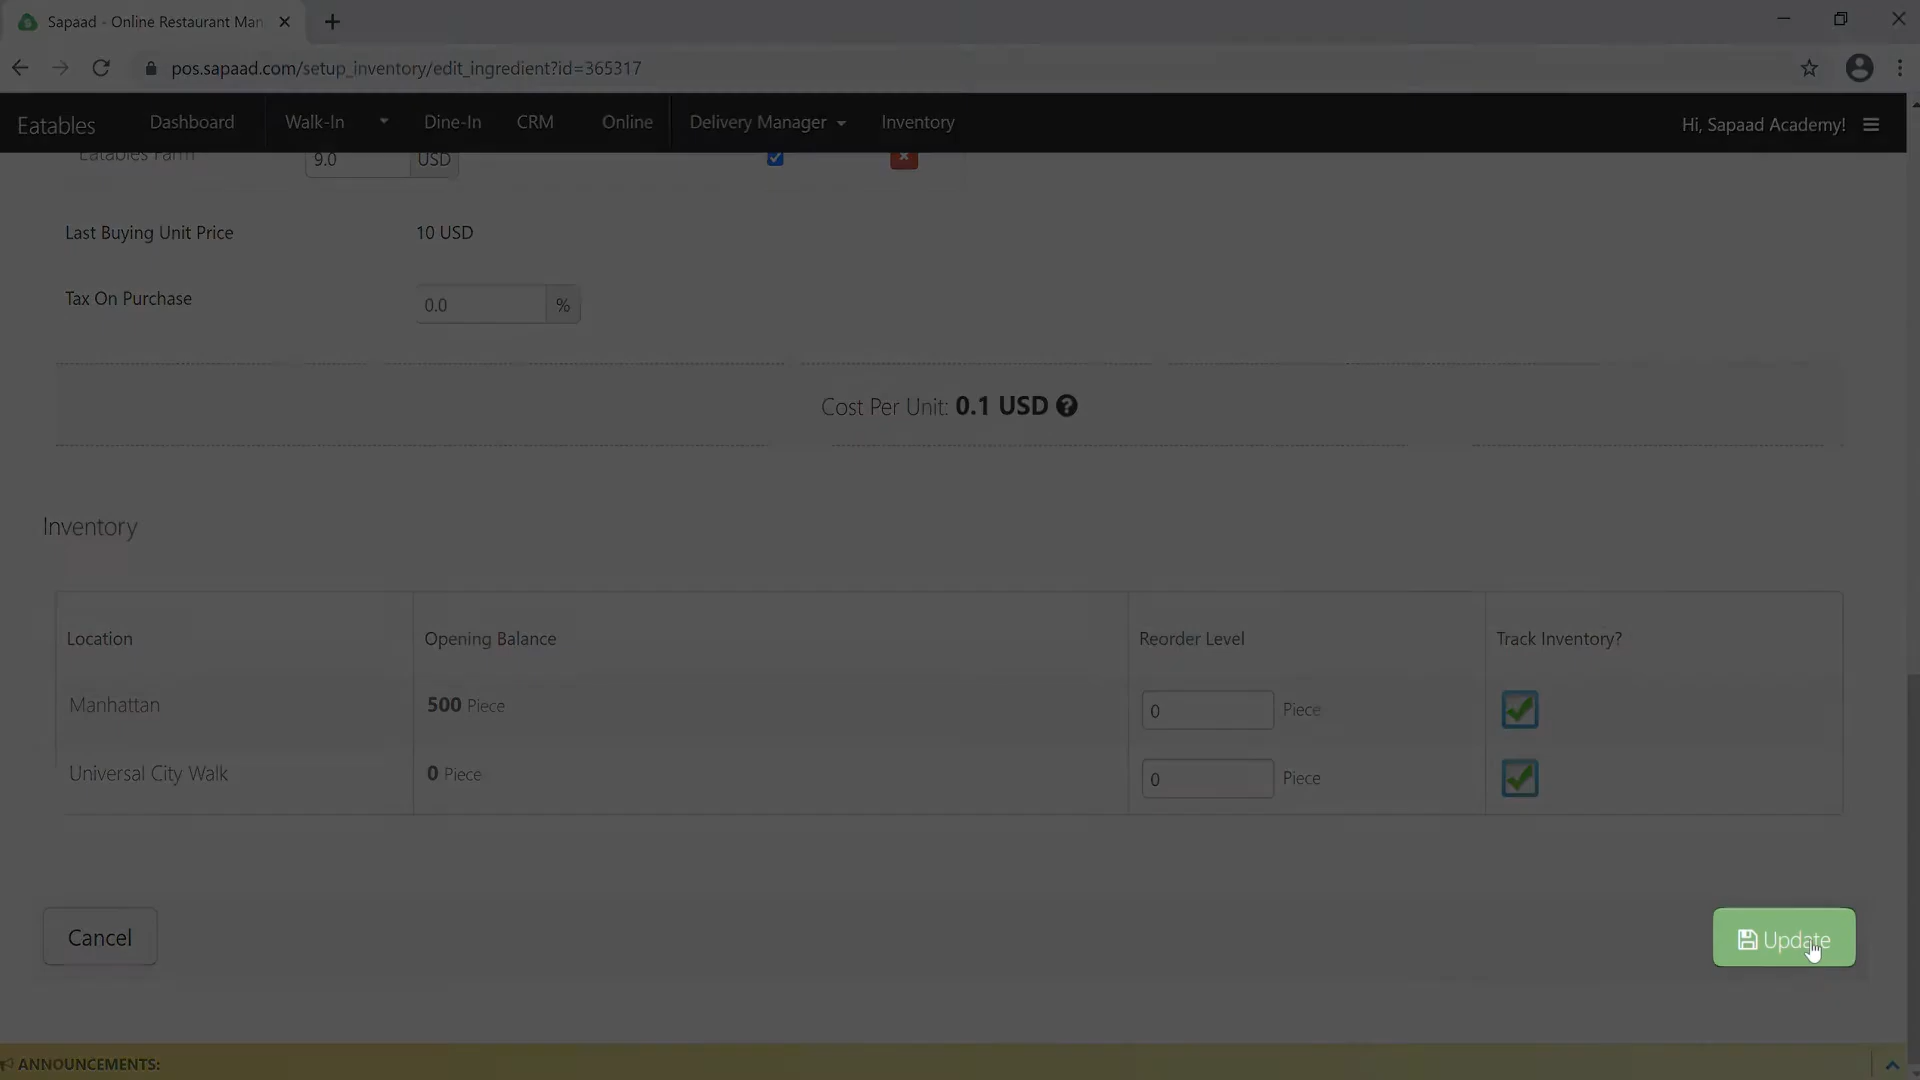 Sapaad - Online Restaurant Man
pos.sapaad.com/setup_inventory/edit_ingredient?id=365317
Eatables Dashboard Walk-In Dine-In CRM Online Delivery Manager Inventory Hi, Sapaad Academy!
Eatables Farm 9.0 USD
Last Buying Unit Price 10 USD
Tax On Purchase 0.0 %
Cost Per Unit: 0.1 USD ?
Inventory
Location Opening Balance Reorder Level Track Inventory?
Manhattan 500 Piece 0 Piece
Universal City Walk 0 Piece 0 Piece
Cancel Update
ANNOUNCEMENTS: